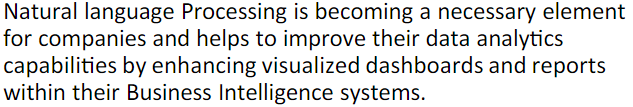 Natural language Processing is becoming a necessary element
for companies and helps to improve their data analytics
capabilities by enhancing visualized dashboards and reports
within their Business Intelligence systems.